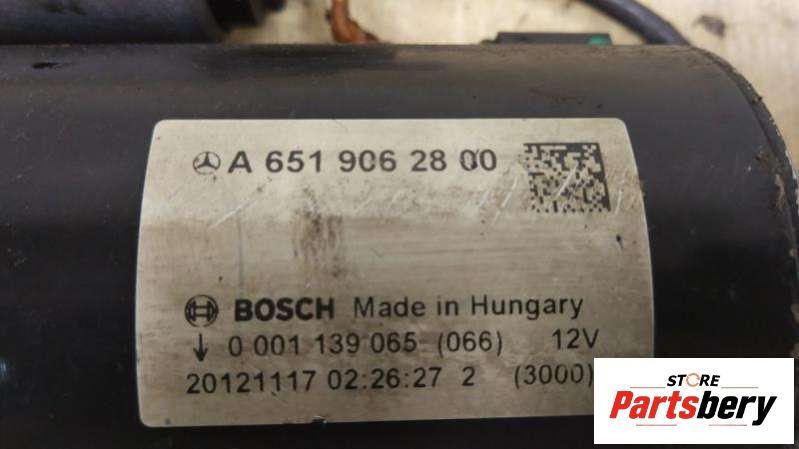 A 651 906 28 00
BOSCH Made in Hungary
↓ 0 001 139 065 (066) 12V
20121117 02:26:27 2 (3000)
STORE
Partsbery